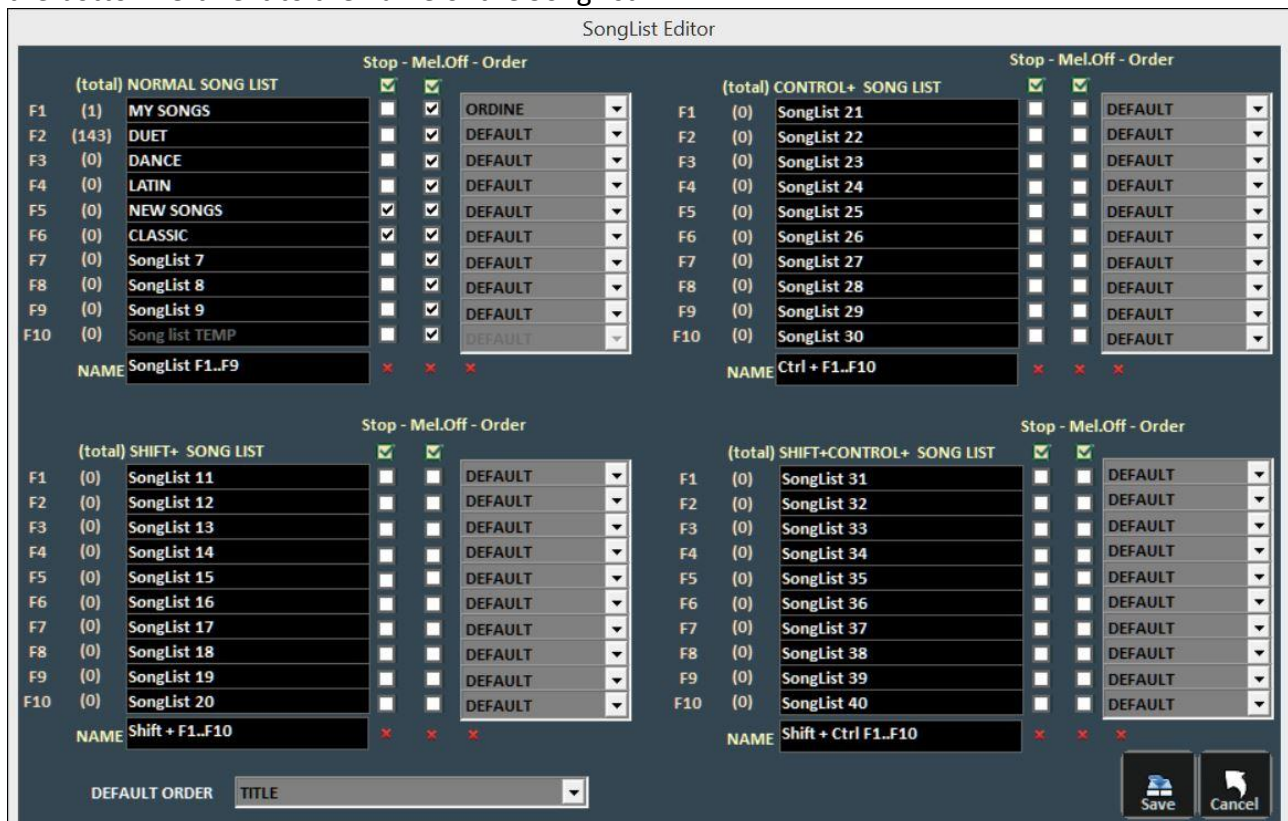 SongList Editor
Stop - Mel.Off - Order
(total) NORMAL SONG LIST
F1 (1) MY SONGS ORDINE
F2 (143) DUET DEFAULT
F3 (0) DANCE DEFAULT
F4 (0) LATIN DEFAULT
F5 (0) NEW SONGS DEFAULT
F6 (0) CLASSIC DEFAULT
F7 (0) SongList 7 DEFAULT
F8 (0) SongList 8 DEFAULT
F9 (0) SongList 9 DEFAULT
F10 (0) Song list TEMP DEFAULT
NAME SongList F1..F9
Stop - Mel.Off - Order
(total) CONTROL+ SONG LIST
F1 (0) SongList 21 DEFAULT
F2 (0) SongList 22 DEFAULT
F3 (0) SongList 23 DEFAULT
F4 (0) SongList 24 DEFAULT
F5 (0) SongList 25 DEFAULT
F6 (0) SongList 26 DEFAULT
F7 (0) SongList 27 DEFAULT
F8 (0) SongList 28 DEFAULT
F9 (0) SongList 29 DEFAULT
F10 (0) SongList 30 DEFAULT
NAME Ctrl + F1..F10
Stop - Mel.Off - Order
(total) SHIFT+ SONG LIST
F1 (0) SongList 11 DEFAULT
F2 (0) SongList 12 DEFAULT
F3 (0) SongList 13 DEFAULT
F4 (0) SongList 14 DEFAULT
F5 (0) SongList 15 DEFAULT
F6 (0) SongList 16 DEFAULT
F7 (0) SongList 17 DEFAULT
F8 (0) SongList 18 DEFAULT
F9 (0) SongList 19 DEFAULT
F10 (0) SongList 20 DEFAULT
NAME Shift + F1..F10
Stop - Mel.Off - Order
(total) SHIFT+CONTROL+ SONG LIST
F1 (0) SongList 31 DEFAULT
F2 (0) SongList 32 DEFAULT
F3 (0) SongList 33 DEFAULT
F4 (0) SongList 34 DEFAULT
F5 (0) SongList 35 DEFAULT
F6 (0) SongList 36 DEFAULT
F7 (0) SongList 37 DEFAULT
F8 (0) SongList 38 DEFAULT
F9 (0) SongList 39 DEFAULT
F10 (0) SongList 40 DEFAULT
NAME Shift + Ctrl F1..F10
DEFAULT ORDER TITLE
Save Cancel